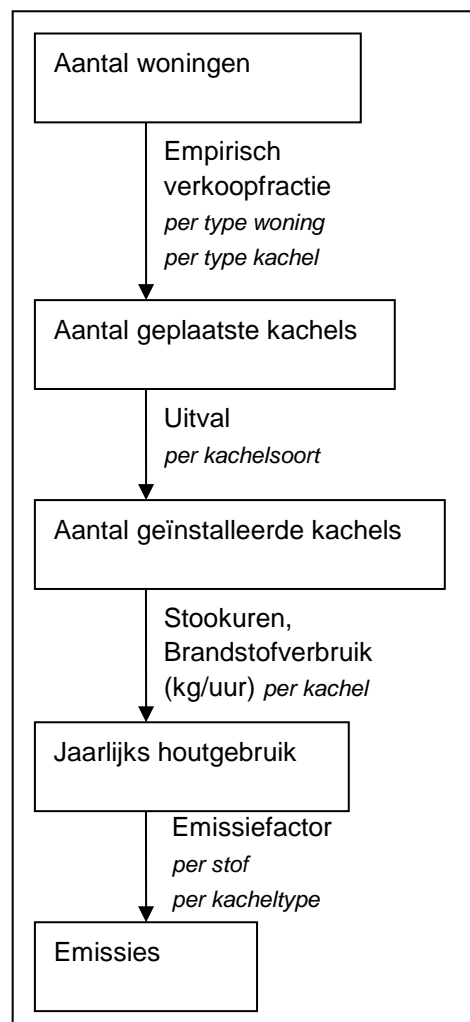 Aantal woningen
Empirisch
verkoopfractie
per type woning
per type kachel
Aantal geplaatste kachels
Uitval
per kachelsoort
Aantal geïnstalleerde kachels
Stookuren,
Brandstofverbruik
(kg/uur) per kachel
Jaarlijks houtgebruik
Emissiefactor
per stof
per kacheltype
Emissies